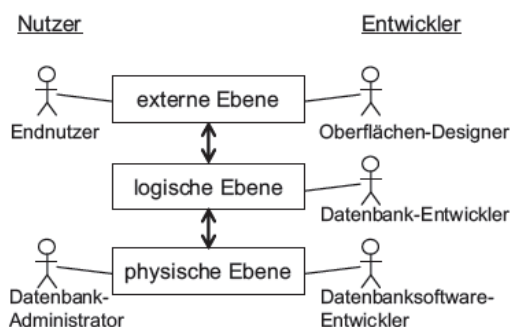 Nutzer
Entwickler
externe Ebene
Endnutzer
Oberflächen-Designer
logische Ebene
Datenbank-Entwickler
physische Ebene
Datenbank-
Administrator
Datenbanksoftware-
Entwickler